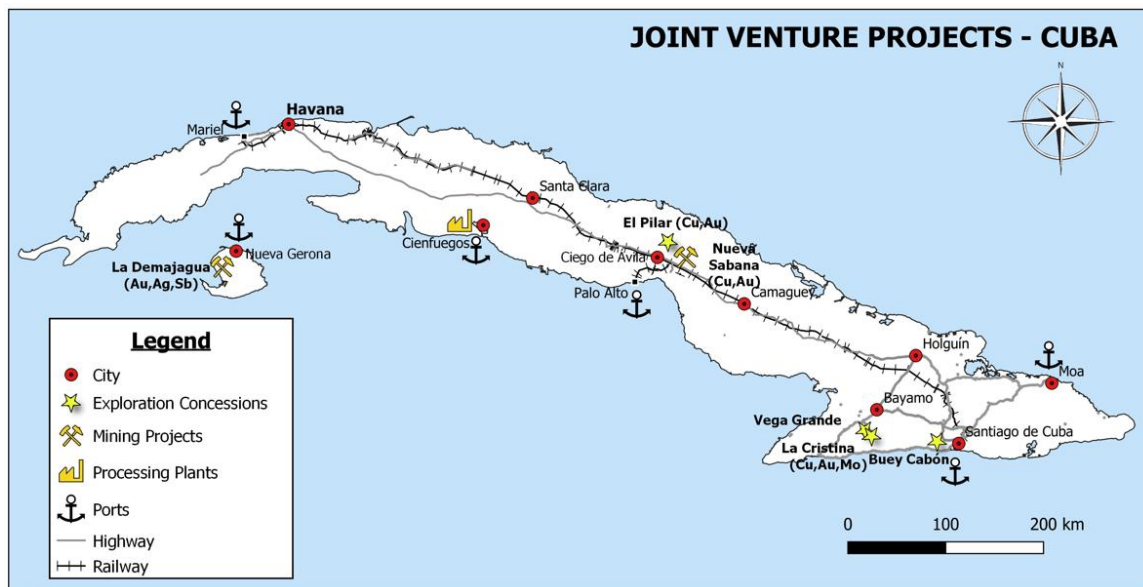 JOINT VENTURE PROJECTS - CUBA
N
Havana
Mariel
Santa Clara
El Pilar (Cu,Au)
Cienfuegos
Nueva Gerona
La Demajagua
(Au,Ag,Sb)
Ciego de Avila
Nueva
Sabana
(Cu,Au)
Palo Alto
Camaguey
Holguín
Moa
Bayamo
Vega Grande
La Cristina
(Cu,Au,Mo)
Buey Cabón
Santiago de Cuba
Legend
City
Exploration Concessions
Mining Projects
Processing Plants
Ports
Highway
Railway
0 100 200 km